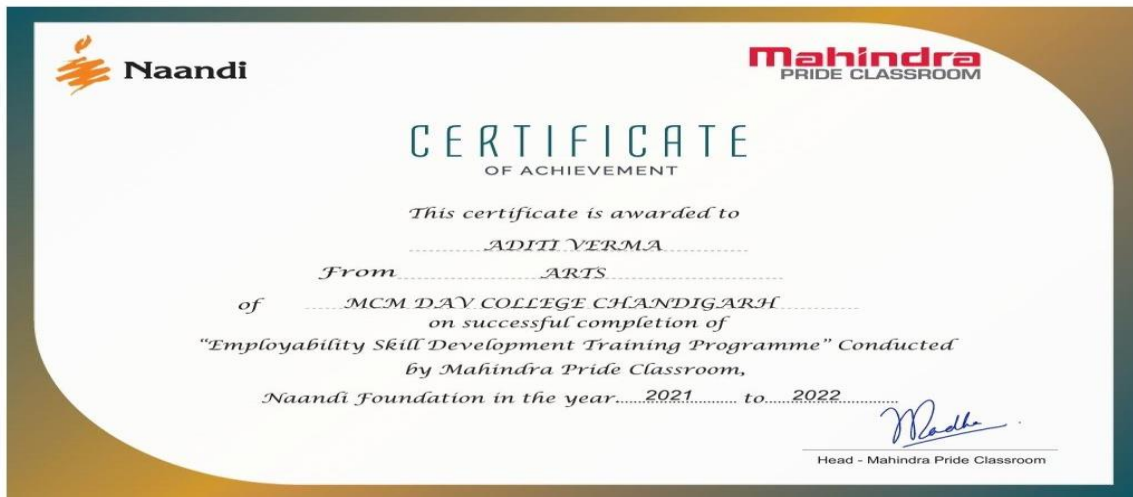 Naandi
Mahindra
PRIDE CLASSROOM
CERTIFICATE
OF ACHIEVEMENT
This certificate is awarded to
ADITI VERMA
From ARTS
of MCM DAV COLLEGE CHANDIGARH
on successful completion of
“Employability Skill Development Training Programme” Conducted
by Mahindra Pride Classroom,
Naandi Foundation in the year.....2021........ to.....2022............
Head - Mahindra Pride Classroom